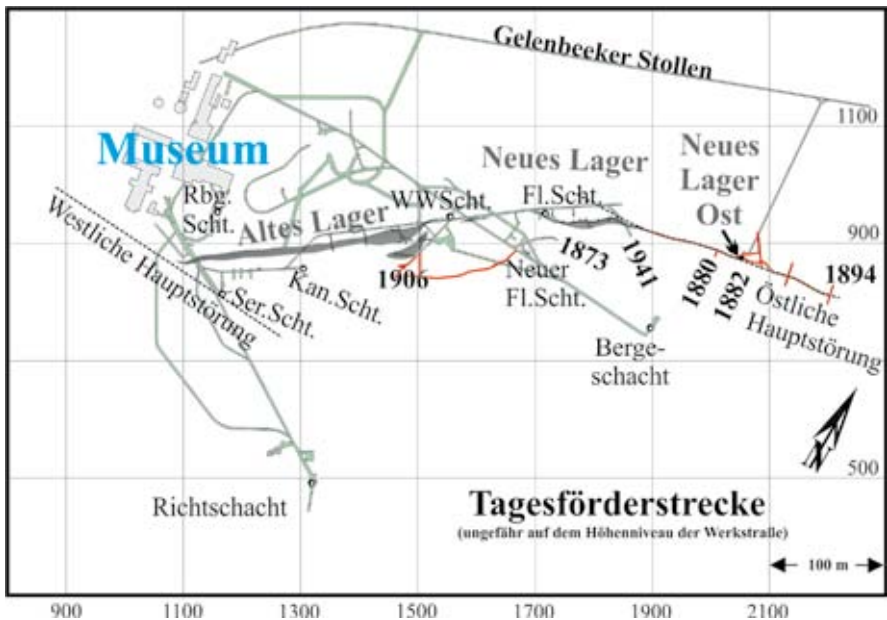 Gelenbeeker Stollen
1100
Museum
Neues Lager
Neues
Lager
Ost
Rbg.
Scht.
WWScht.
Fl.Scht.
Altes Lager
900
Westliche Hauptstörung
1873
1941
1880
1882
1894
Kan.Scht.
1906
Neuer
Fl.Scht.
Ser.Scht.
Östliche
Hauptstörung
Berge-
schacht
N
500
Richtschacht
Tagesförderstrecke
(ungefähr auf dem Höhenniveau der Werkstraße)
100 m
900
1100
1300
1500
1700
1900
2100